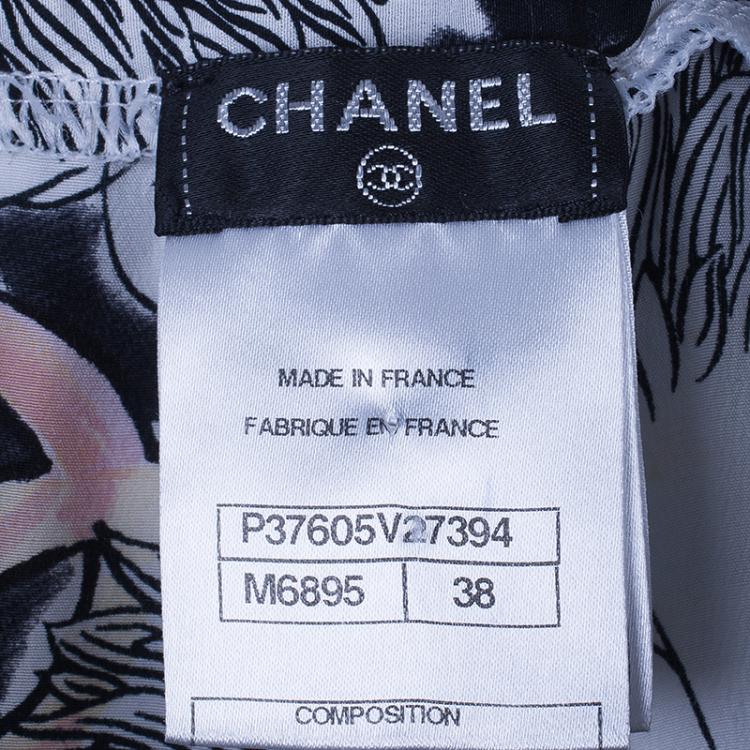 CHANEL
MADE IN FRANCE
FABRIQUE EN FRANCE
P37605V27394
M6895 38
COMPOSITION